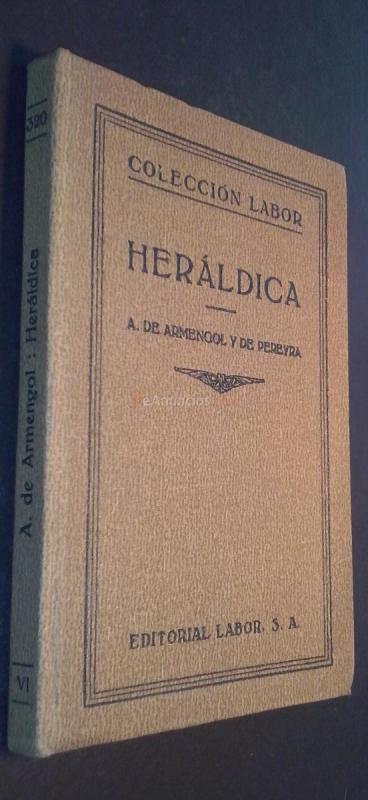 320
A. de Armengol : Heráldica
VI
COLECCIÓN LABOR
HERÁLDICA
A. DE ARMENGOL Y DE PEREYRA
EDITORIAL LABOR, S. A.